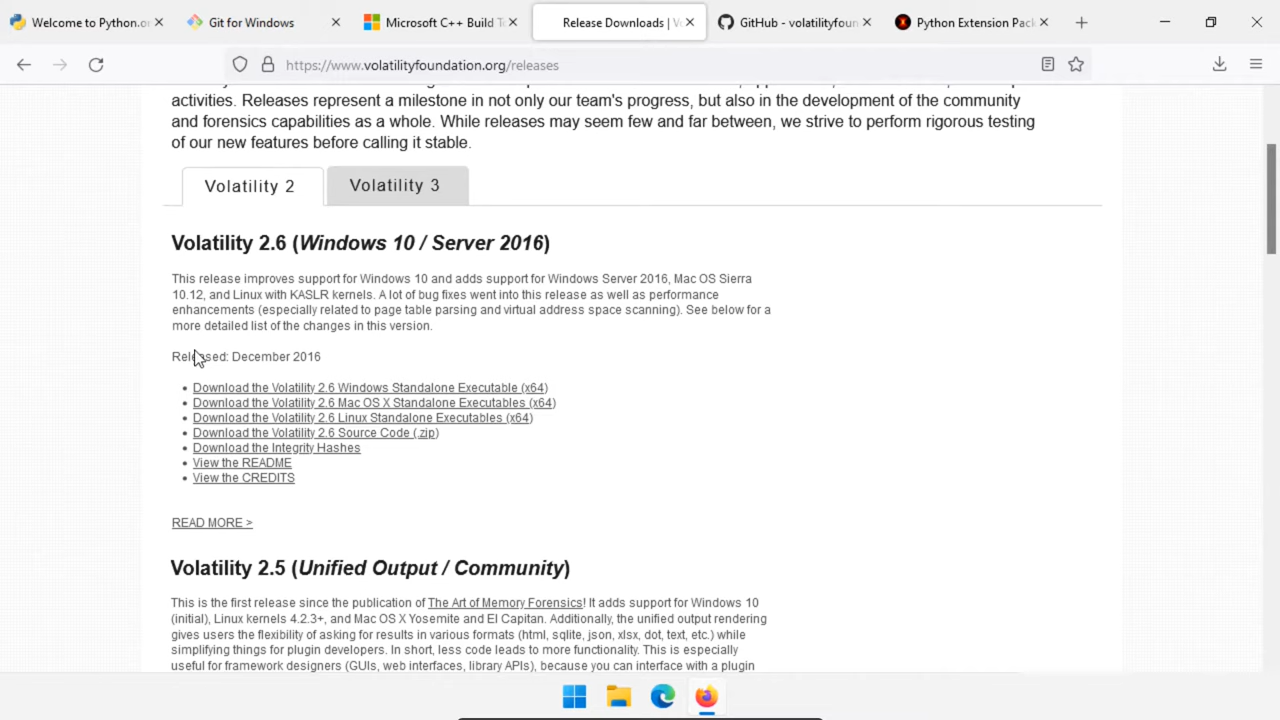 Welcome to Python.o
Git for Windows
Microsoft C++ Build T
Release Downloads | V
GitHub - volatilityfoun
Python Extension Pack
https://www.volatilityfoundation.org/releases
activities. Releases represent a milestone in not only our team's progress, but also in the development of the community
and forensics capabilities as a whole. While releases may seem few and far between, we strive to perform rigorous testing
of our new features before calling it stable.
Volatility 2
Volatility 3
Volatility 2.6 (Windows 10 / Server 2016)
This release improves support for Windows 10 and adds support for Windows Server 2016, Mac OS Sierra
10.12, and Linux with KASLR kernels. A lot of bug fixes went into this release as well as performance
enhancements (especially related to page table parsing and virtual address space scanning). See below for a
more detailed list of the changes in this version.
Released: December 2016
• Download the Volatility 2.6 Windows Standalone Executable (x64)
• Download the Volatility 2.6 Mac OS X Standalone Executables (x64)
• Download the Volatility 2.6 Linux Standalone Executables (x64)
• Download the Volatility 2.6 Source Code (.zip)
• Download the Integrity Hashes
• View the README
• View the CREDITS
READ MORE >
Volatility 2.5 (Unified Output / Community)
This is the first release since the publication of The Art of Memory Forensics! It adds support for Windows 10
(initial), Linux kernels 4.2.3+, and Mac OS X Yosemite and El Capitan. Additionally, the unified output rendering
gives users the flexibility of asking for results in various formats (html, sqlite, json, xlsx, dot, text, etc.) while
simplifying things for plugin developers. In short, less code leads to more functionality. This is especially
useful for framework designers (GUIs, web interfaces, library APIs), because you can interface with a plugin